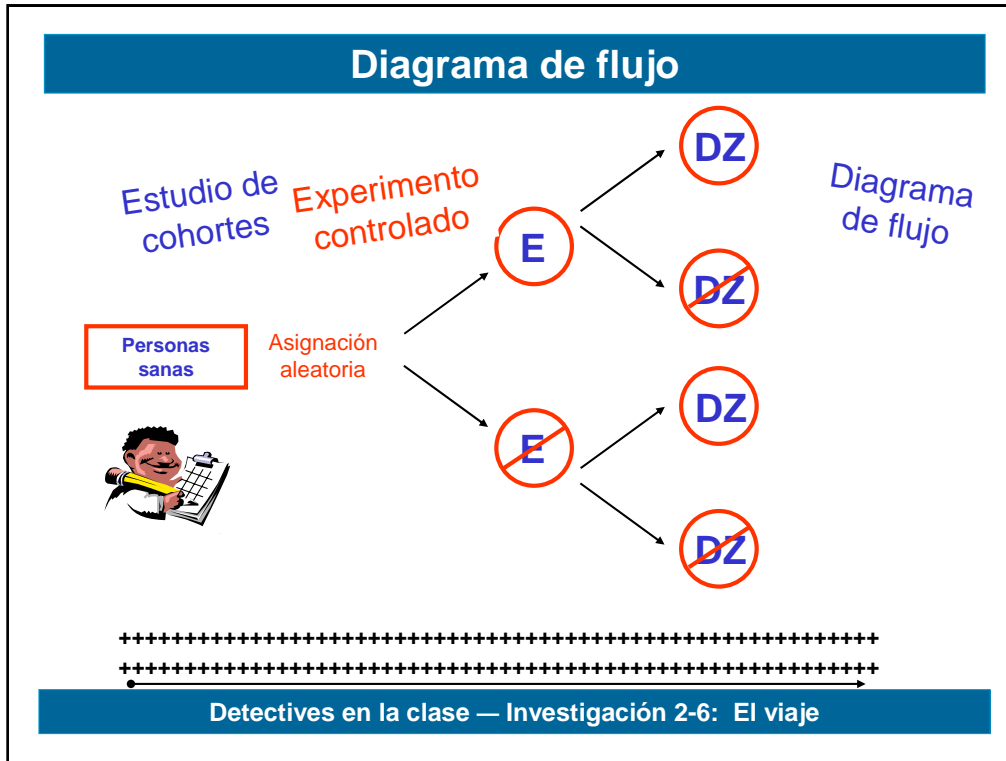 Diagrama de flujo
Estudio de
cohortes
Experimento
controlado
Diagrama
de flujo
Personas
sanas
Asignación
aleatoria
E
E
DZ
DZ
DZ
DZ
++++++++++++++++++++++++++++++++++++++++++++++++++++++++++
++++++++++++++++++++++++++++++++++++++++++++++++++++++++++
Detectives en la clase — Investigación 2-6: El viaje